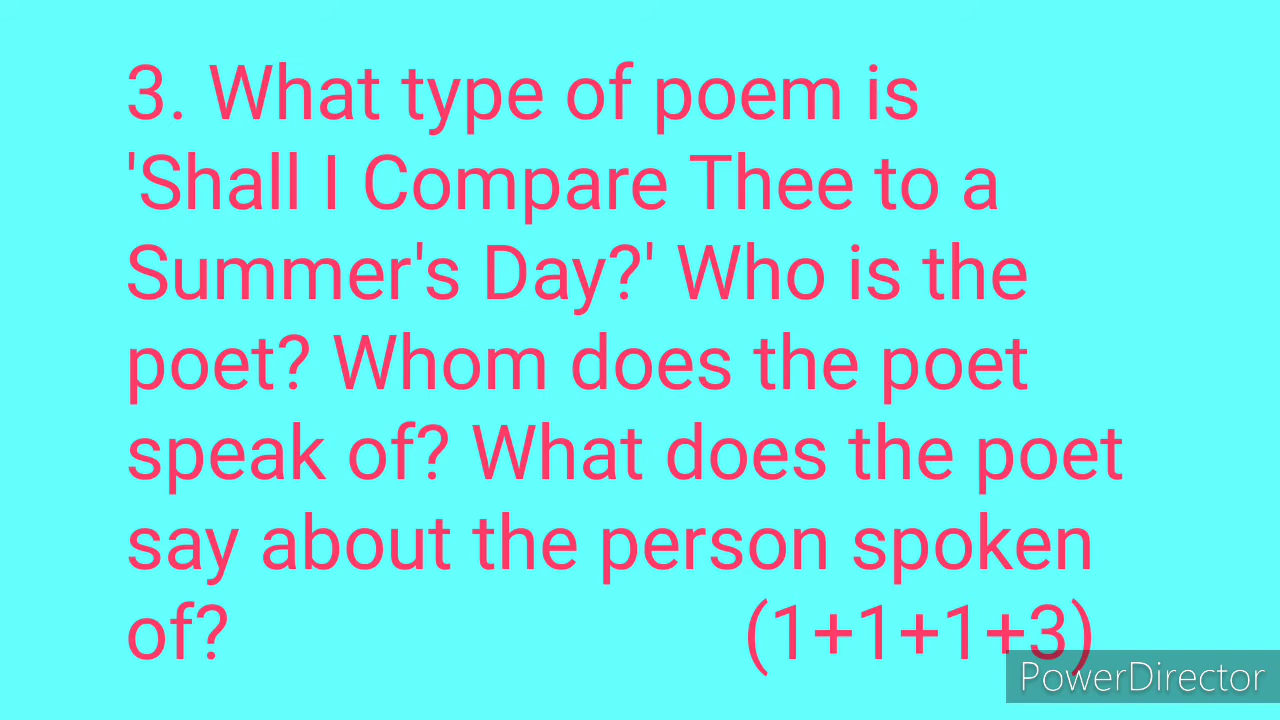 3. What type of poem is
'Shall I Compare Thee to a
Summer's Day?' Who is the
poet? Whom does the poet
speak of? What does the poet
say about the person spoken
of? (1+1+1+3)
PowerDirector